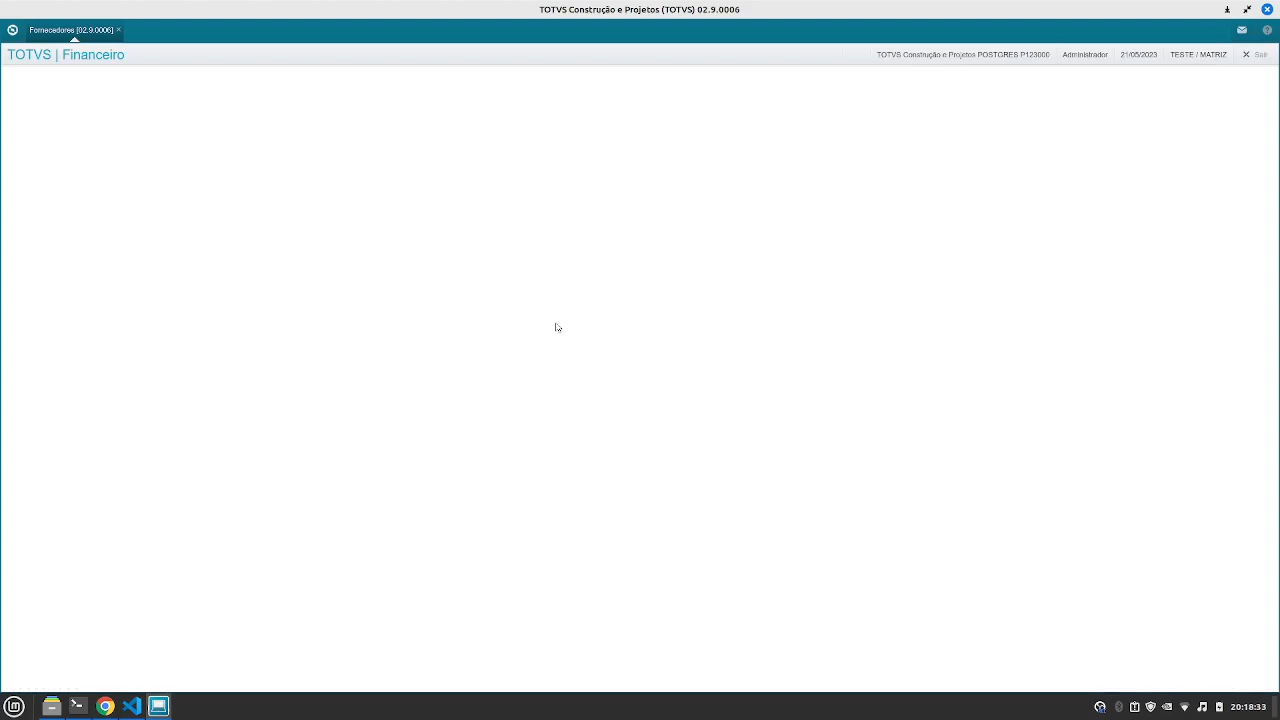 TOTVS Construção e Projetos (TOTVS) 02.9.0006
Fornecedores [02.9.0006]
TOTVS | Financeiro
TOTVS Construção e Projetos POSTGRES P123000
Administrador
21/05/2023
TESTE / MATRIZ
Sair
20:18:33